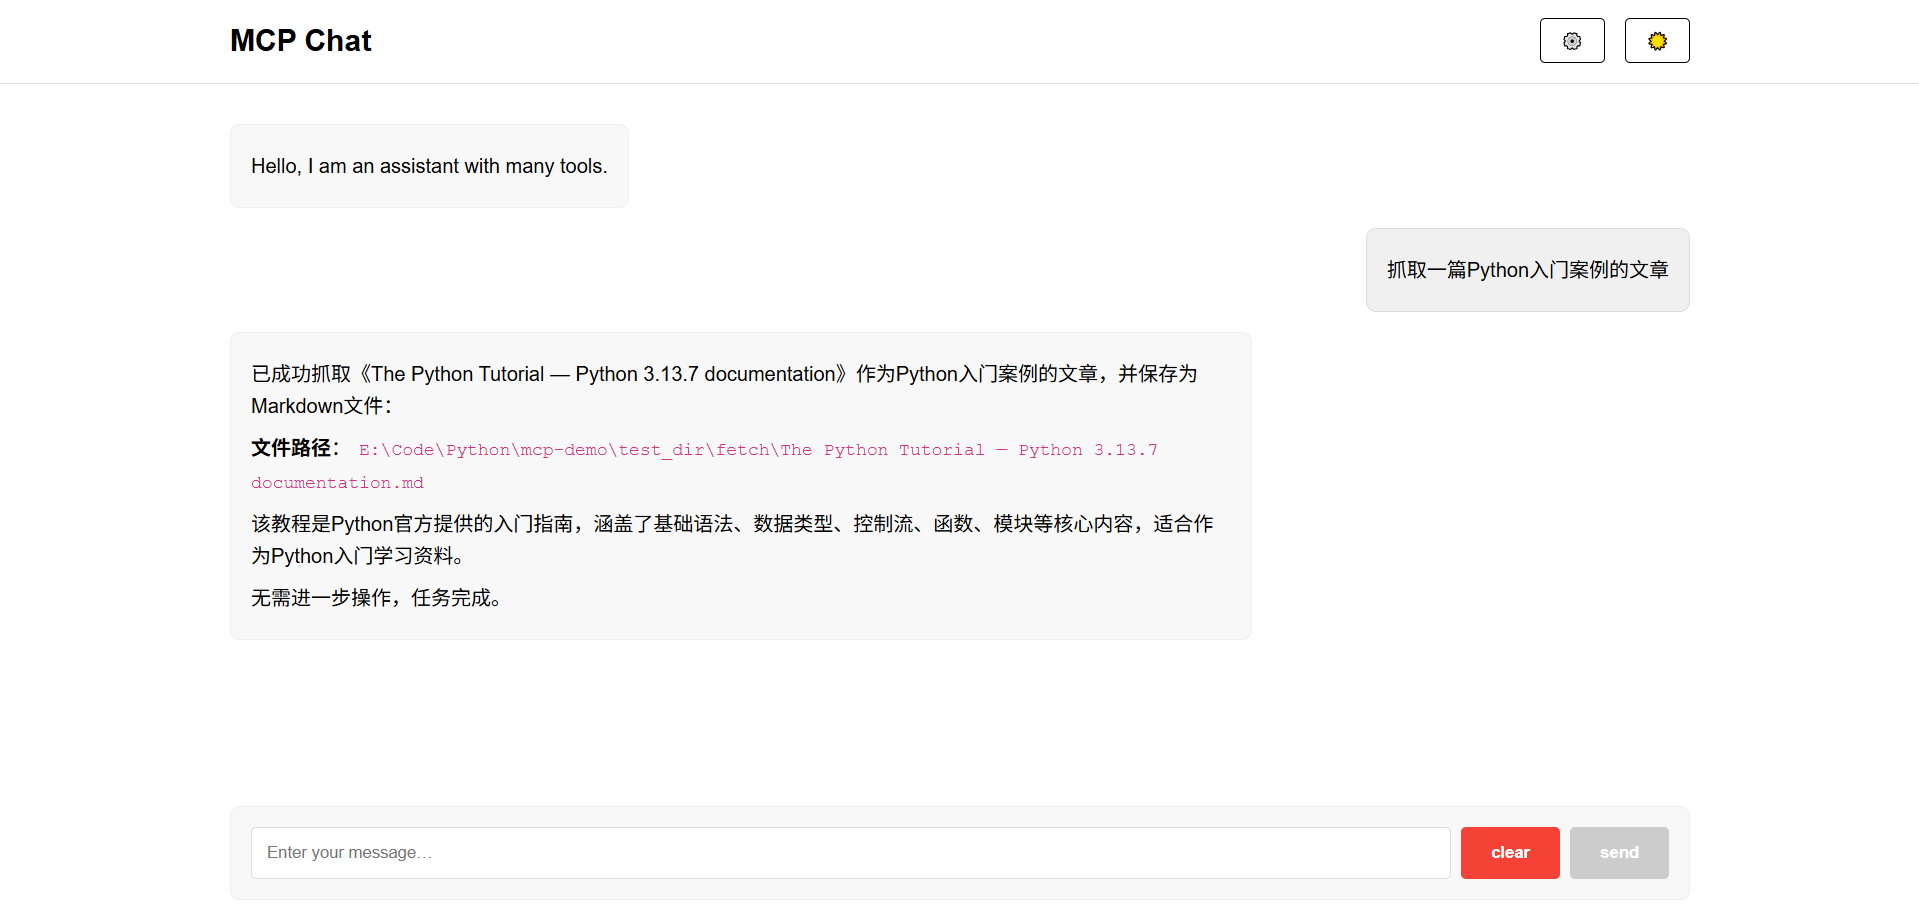 MCP Chat
Hello, I am an assistant with many tools.
抓取一篇Python入门案例的文章
已成功抓取《The Python Tutorial — Python 3.13.7 documentation》作为Python入门案例的文章，并保存为
Markdown文件：
文件路径： E:\Code\Python\mcp-demo\test_dir\fetch\The Python Tutorial — Python 3.13.7
documentation.md
该教程是Python官方提供的入门指南，涵盖了基础语法、数据类型、控制流、函数、模块等核心内容，适合作
为Python入门学习资料。
无需进一步操作，任务完成。
Enter your message…
clear
send